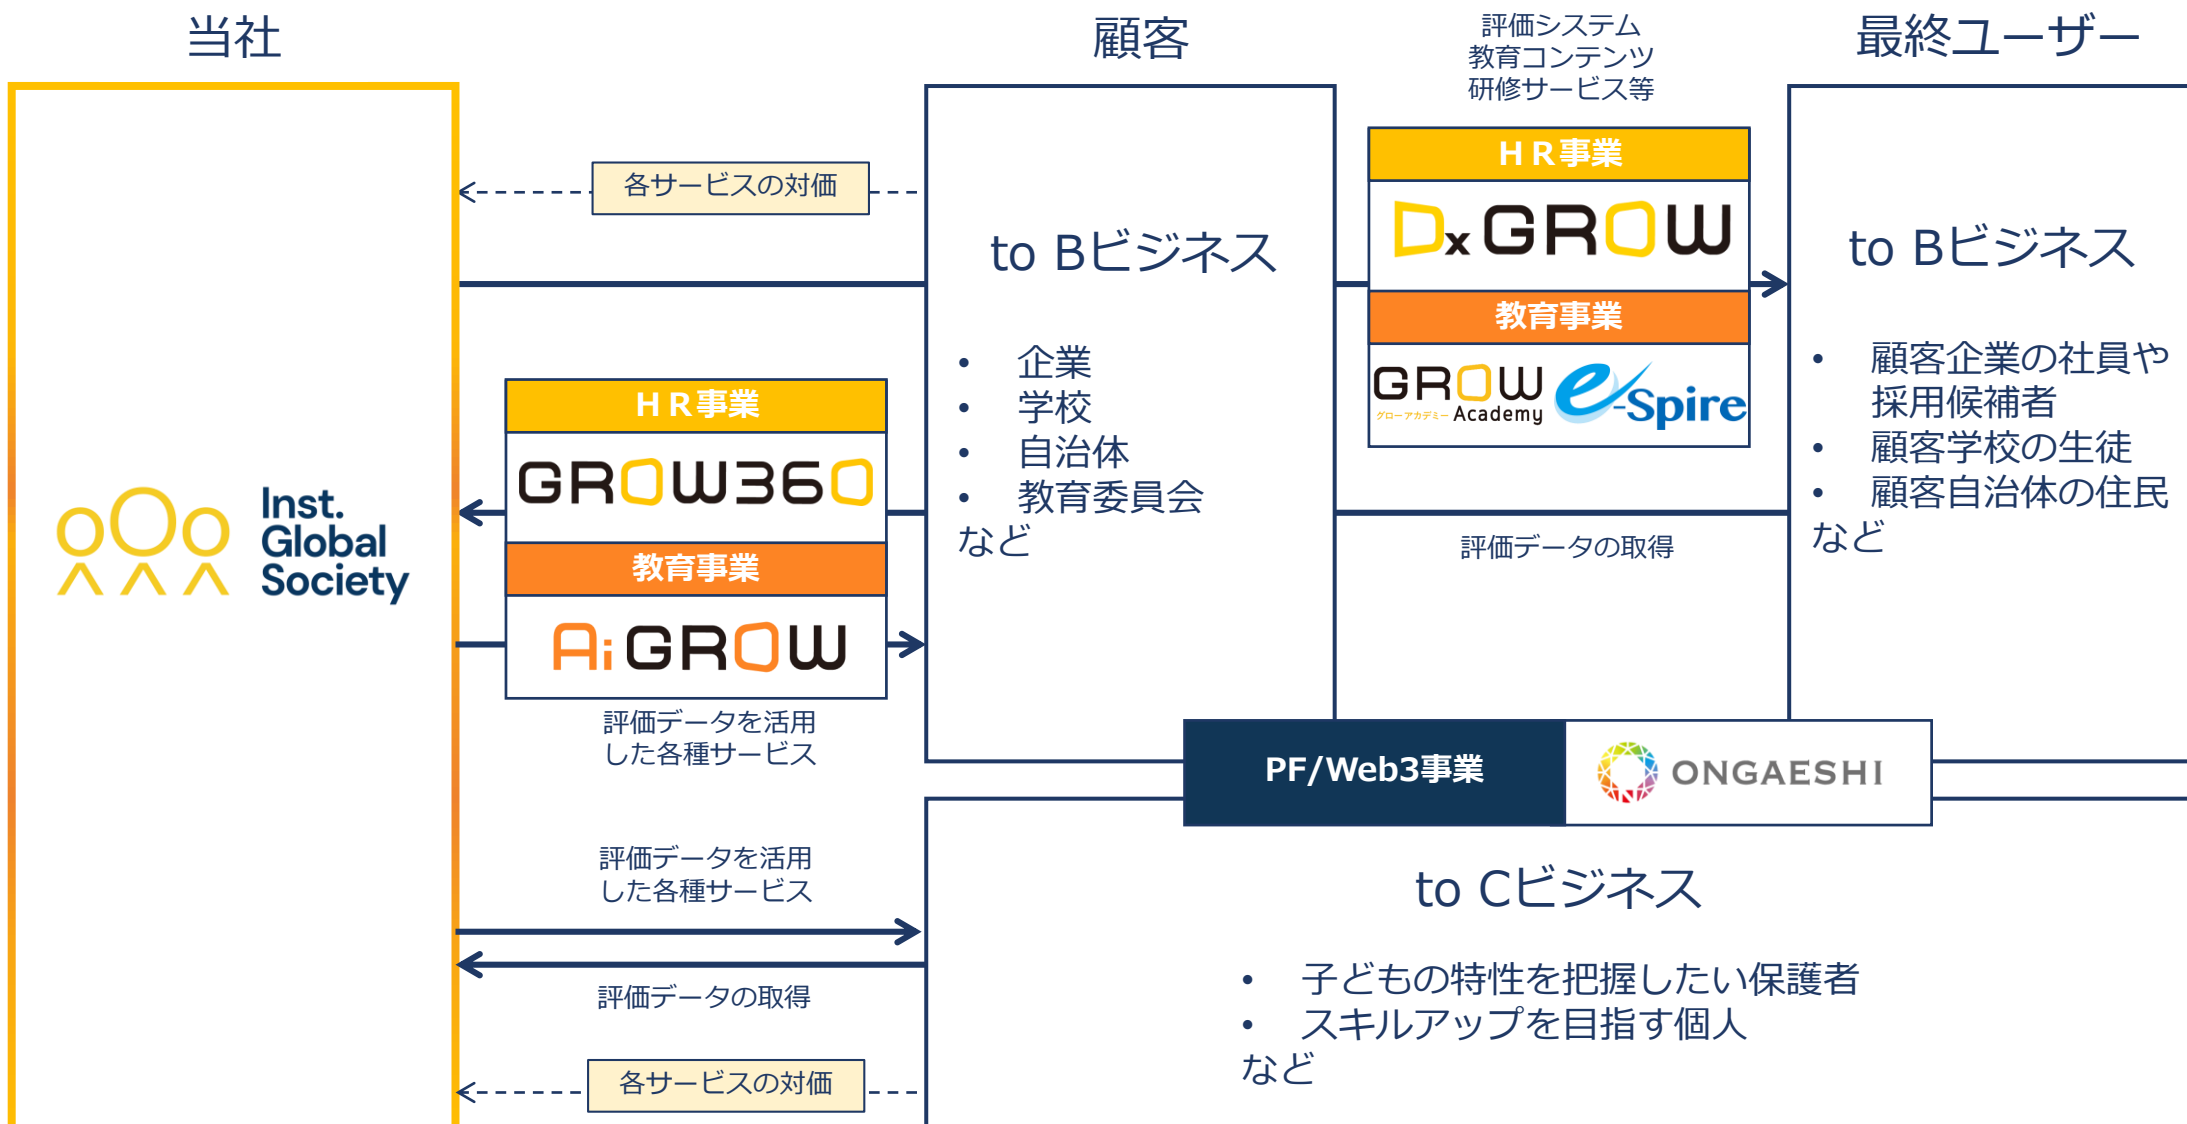 当社
顧客
評価システム
教育コンテンツ
研修サービス等
最終ユーザー
各サービスの対価
HR事業
DxGROW
教育事業
GROW
グローアカデミー Academy
e-Spire
to Bビジネス
• 企業
• 学校
• 自治体
• 教育委員会
など
to Bビジネス
• 顧客企業の社員や
採用候補者
• 顧客学校の生徒
• 顧客自治体の住民
など
HR事業
GROW360
教育事業
Ai GROW
評価データを活用
した各種サービス
評価データの取得
Inst.
Global
Society
PF/Web3事業
ONGAESHI
評価データを活用
した各種サービス
評価データの取得
各サービスの対価
to Cビジネス
• 子どもの特性を把握したい保護者
• スキルアップを目指す個人
など